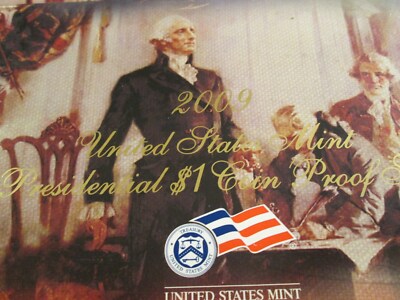 2009
United States Mint
Presidential $1 Coin Proof
UNITED STATES MINT